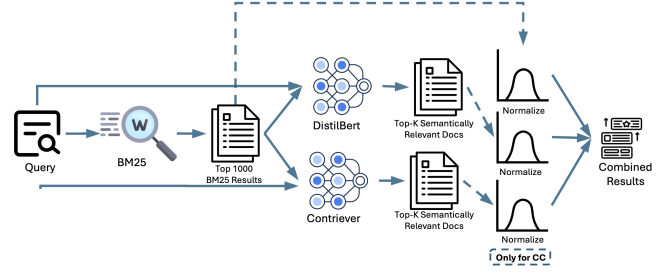 Query
W
BM25
Top 1000
BM25 Results
DistilBert
Contriever
Top-K Semantically
Relevant Docs
Top-K Semantically
Relevant Docs
Normalize
Normalize
Normalize
Only for CC
Combined
Results